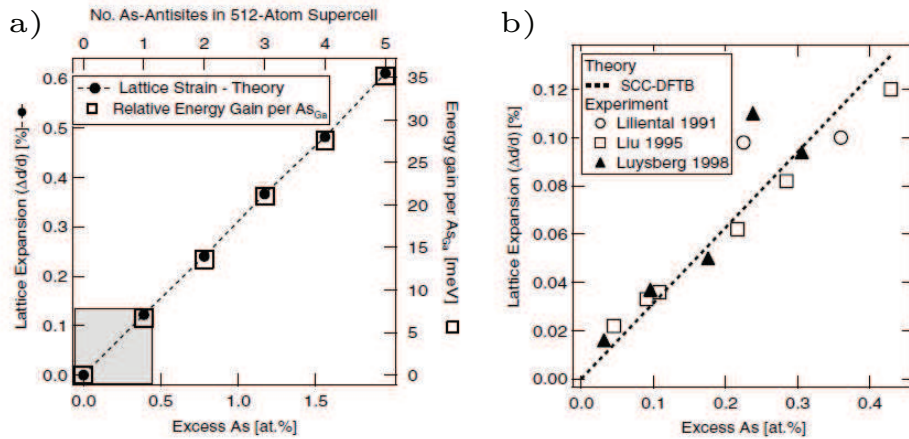 a)
No. As-Antisites in 512-Atom Supercell
0 1 2 3 4 5
Lattice Strain - Theory
Relative Energy Gain per AsGa
Lattice Expansion (Δd/d) [%]
0.6
0.5
0.4
0.3
0.2
0.1
0.0
35
30
25
20
15
10
5
0
Energy gain per AsGa [meV]
0.0 0.5 1.0 1.5
Excess As [at.%]
b)
Theory
SCC-DFTB
Experiment
Liliental 1991
Liu 1995
Luysberg 1998
Lattice Expansion (Δd/d) [%]
0.12
0.10
0.08
0.06
0.04
0.02
0.00
0.0 0.1 0.2 0.3 0.4
Excess As [at.%]